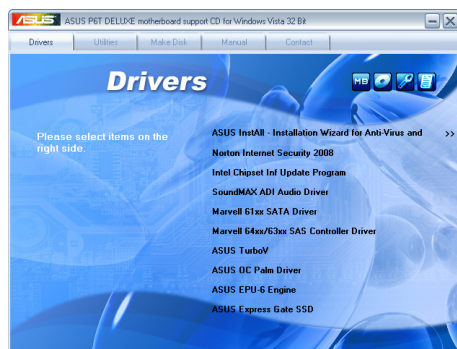 ASUS P6T DELUXE motherboard support CD for Windows Vista 32 Bit
Drivers Utilities Make Disk Manual Contact
Drivers
MB
Please select items on the
right side.
ASUS InstAll - Installation Wizard for Anti-Virus and >>
Norton Internet Security 2008
Intel Chipset Inf Update Program
SoundMAX ADI Audio Driver
Marvell 61xx SATA Driver
Marvell 64xx/63xx SAS Controller Driver
ASUS TurboV
ASUS OC Palm Driver
ASUS EPU-6 Engine
ASUS Express Gate SSD